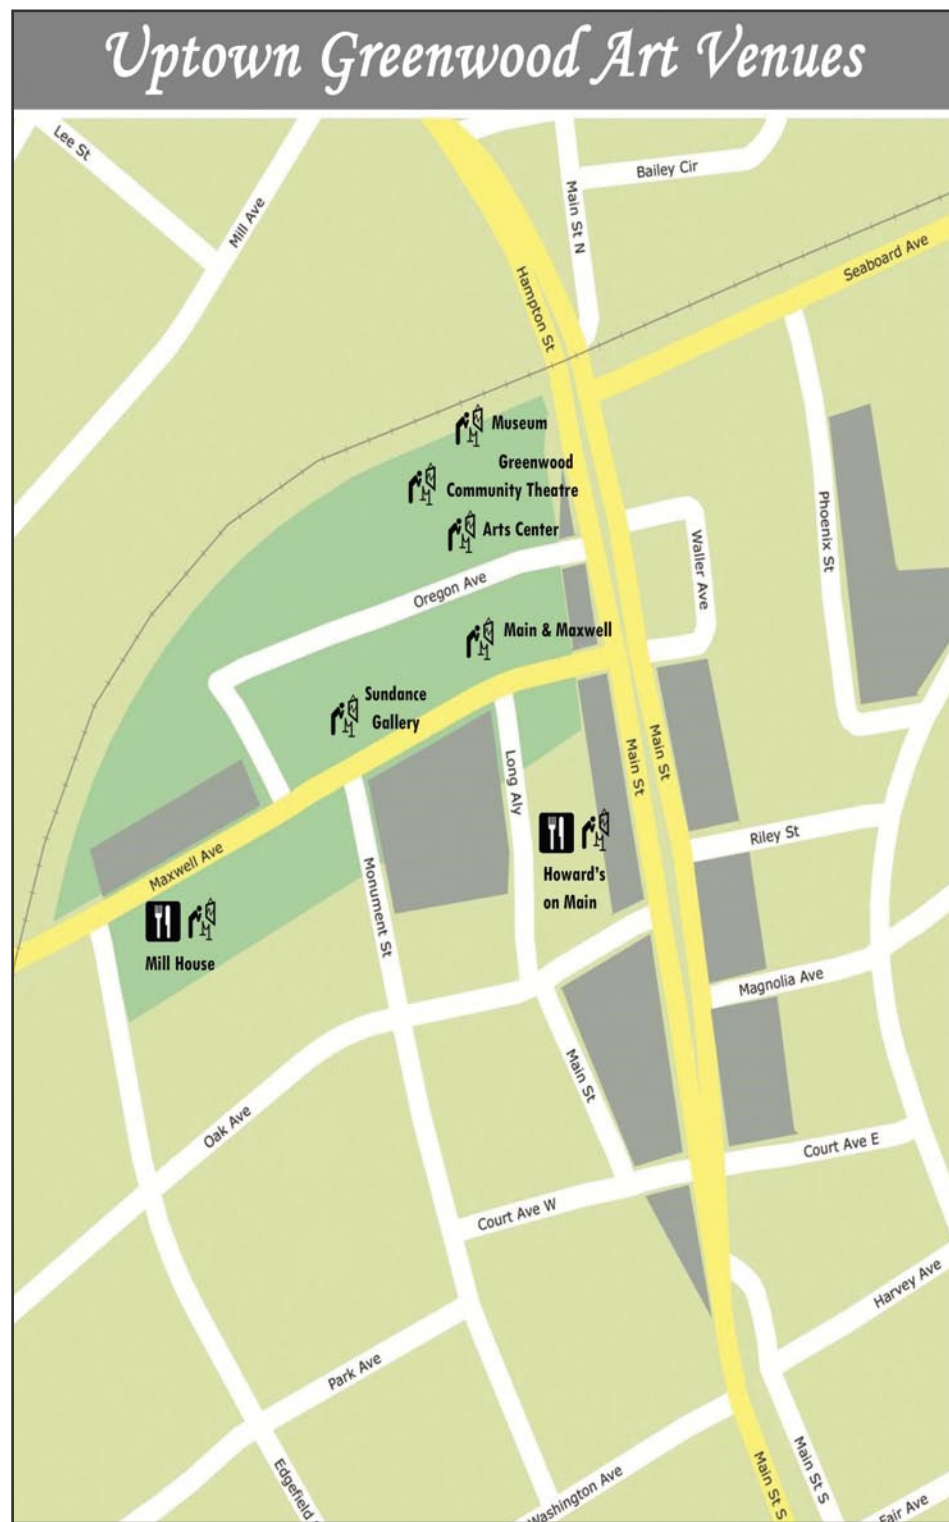 Uptown Greenwood Art Venues
Lee St
Mill Ave
Main St N
Bailey Cir
Seaboard Ave
Hampton St
Museum
Greenwood
Community Theatre
Arts Center
Phoenix St
Waller Ave
Oregon Ave
Main & Maxwell
Sundance
Gallery
Long Aly
Main St
Main St
Riley St
Maxwell Ave
Monument St
Howard's
on Main
Mill House
Magnolia Ave
Main St
Oak Ave
Court Ave E
Court Ave W
Harvey Ave
Park Ave
Edgefield
Washington Ave
Main St S
Main St S
Fair Ave